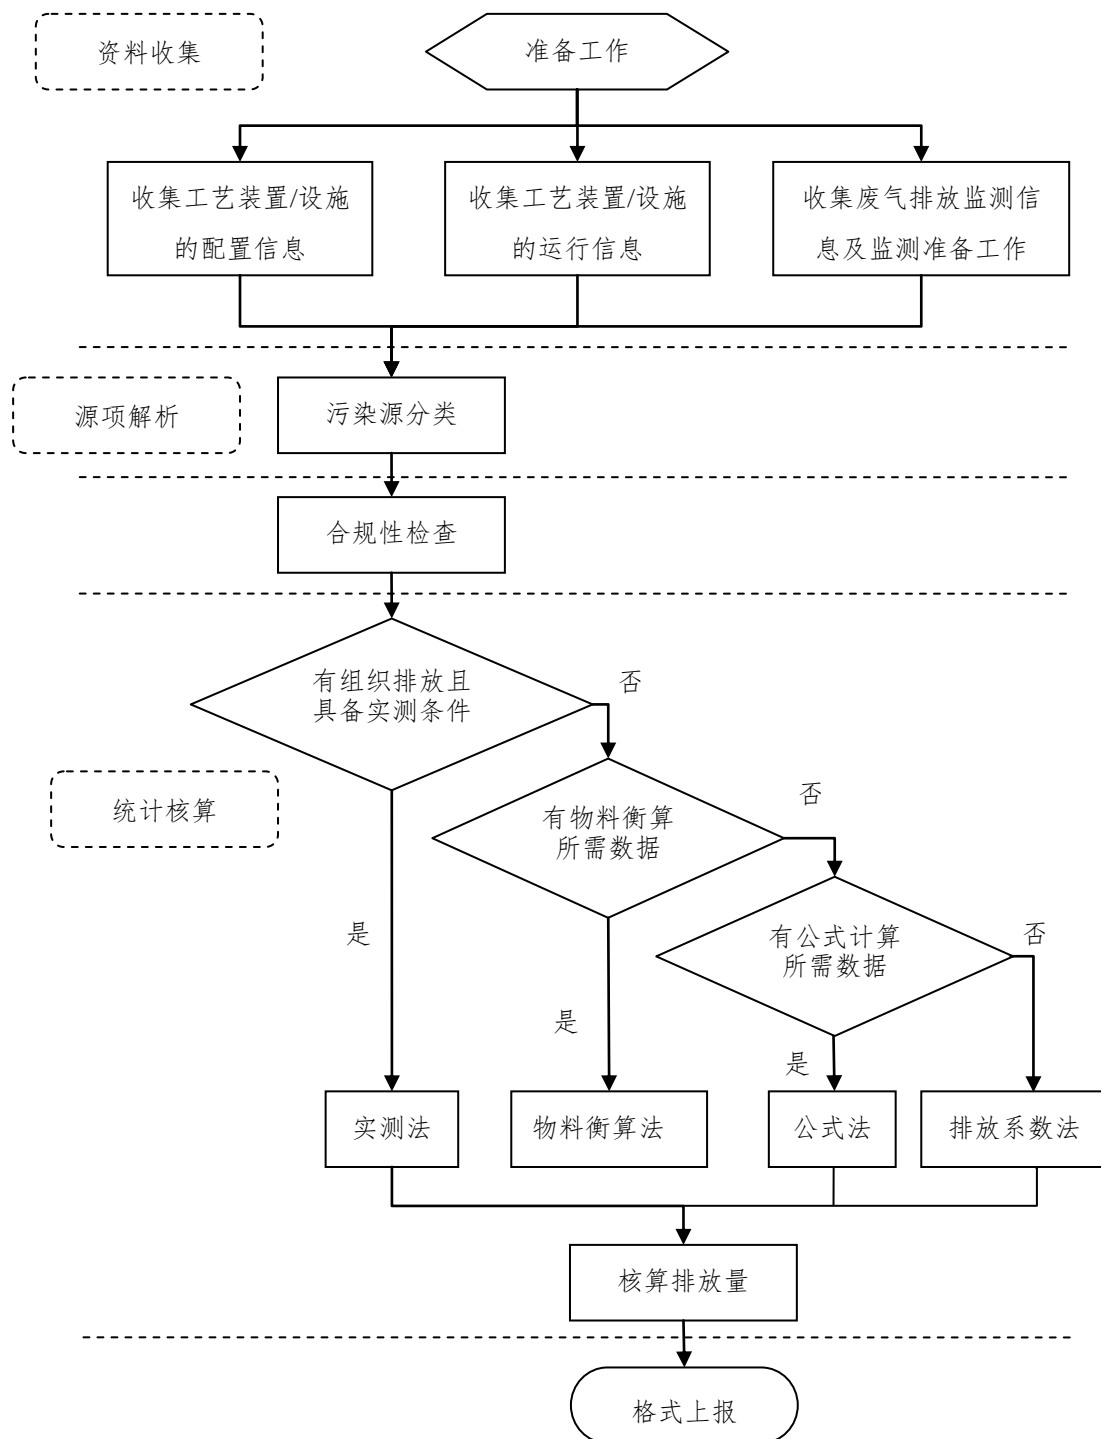 资料收集
准备工作
收集工艺装置/设施
的配置信息
收集工艺装置/设施
的运行信息
收集废气排放监测信
息及监测准备工作
源项解析
污染源分类
合规性检查
有组织排放且
具备实测条件
否
统计核算
有物料衡算
所需数据
否
是
有公式计算
所需数据
否
是
是
实测法
物料衡算法
公式法
排放系数法
核算排放量
格式上报